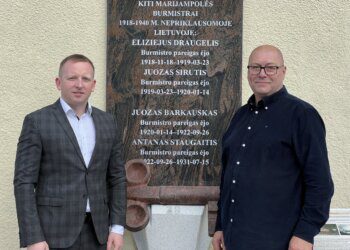 KITI MARIJAMPOLĖS
BURMISTRAI
1918-1940 M. NEPRIKLAUSOMOJE
LIETUVOJE:
ELIZIEJUS DRAUGELIS
Burmistro pareigas ėjo
1918-11-18–1919-03-23
JUOZAS SIRUTIS
Burmistro pareigas ėjo
1919-03-23–1920-01-14
JUOZAS BARKAUSKAS
Burmistro pareigas ėjo
1920-01-14–1922-09-26
ANTANAS STAUGAITIS
Burmistro pareigas ėjo
1922-09-26–1931-07-15